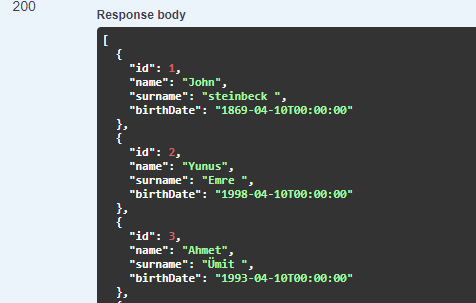 200
Response body
[
  {
    "id": 1,
    "name": "John",
    "surname": "steinbeck ",
    "birthDate": "1869-04-10T00:00:00"
  },
  {
    "id": 2,
    "name": "Yunus",
    "surname": "Emre ",
    "birthDate": "1998-04-10T00:00:00"
  },
  {
    "id": 3,
    "name": "Ahmet",
    "surname": "Ümit ",
    "birthDate": "1993-04-10T00:00:00"
  },